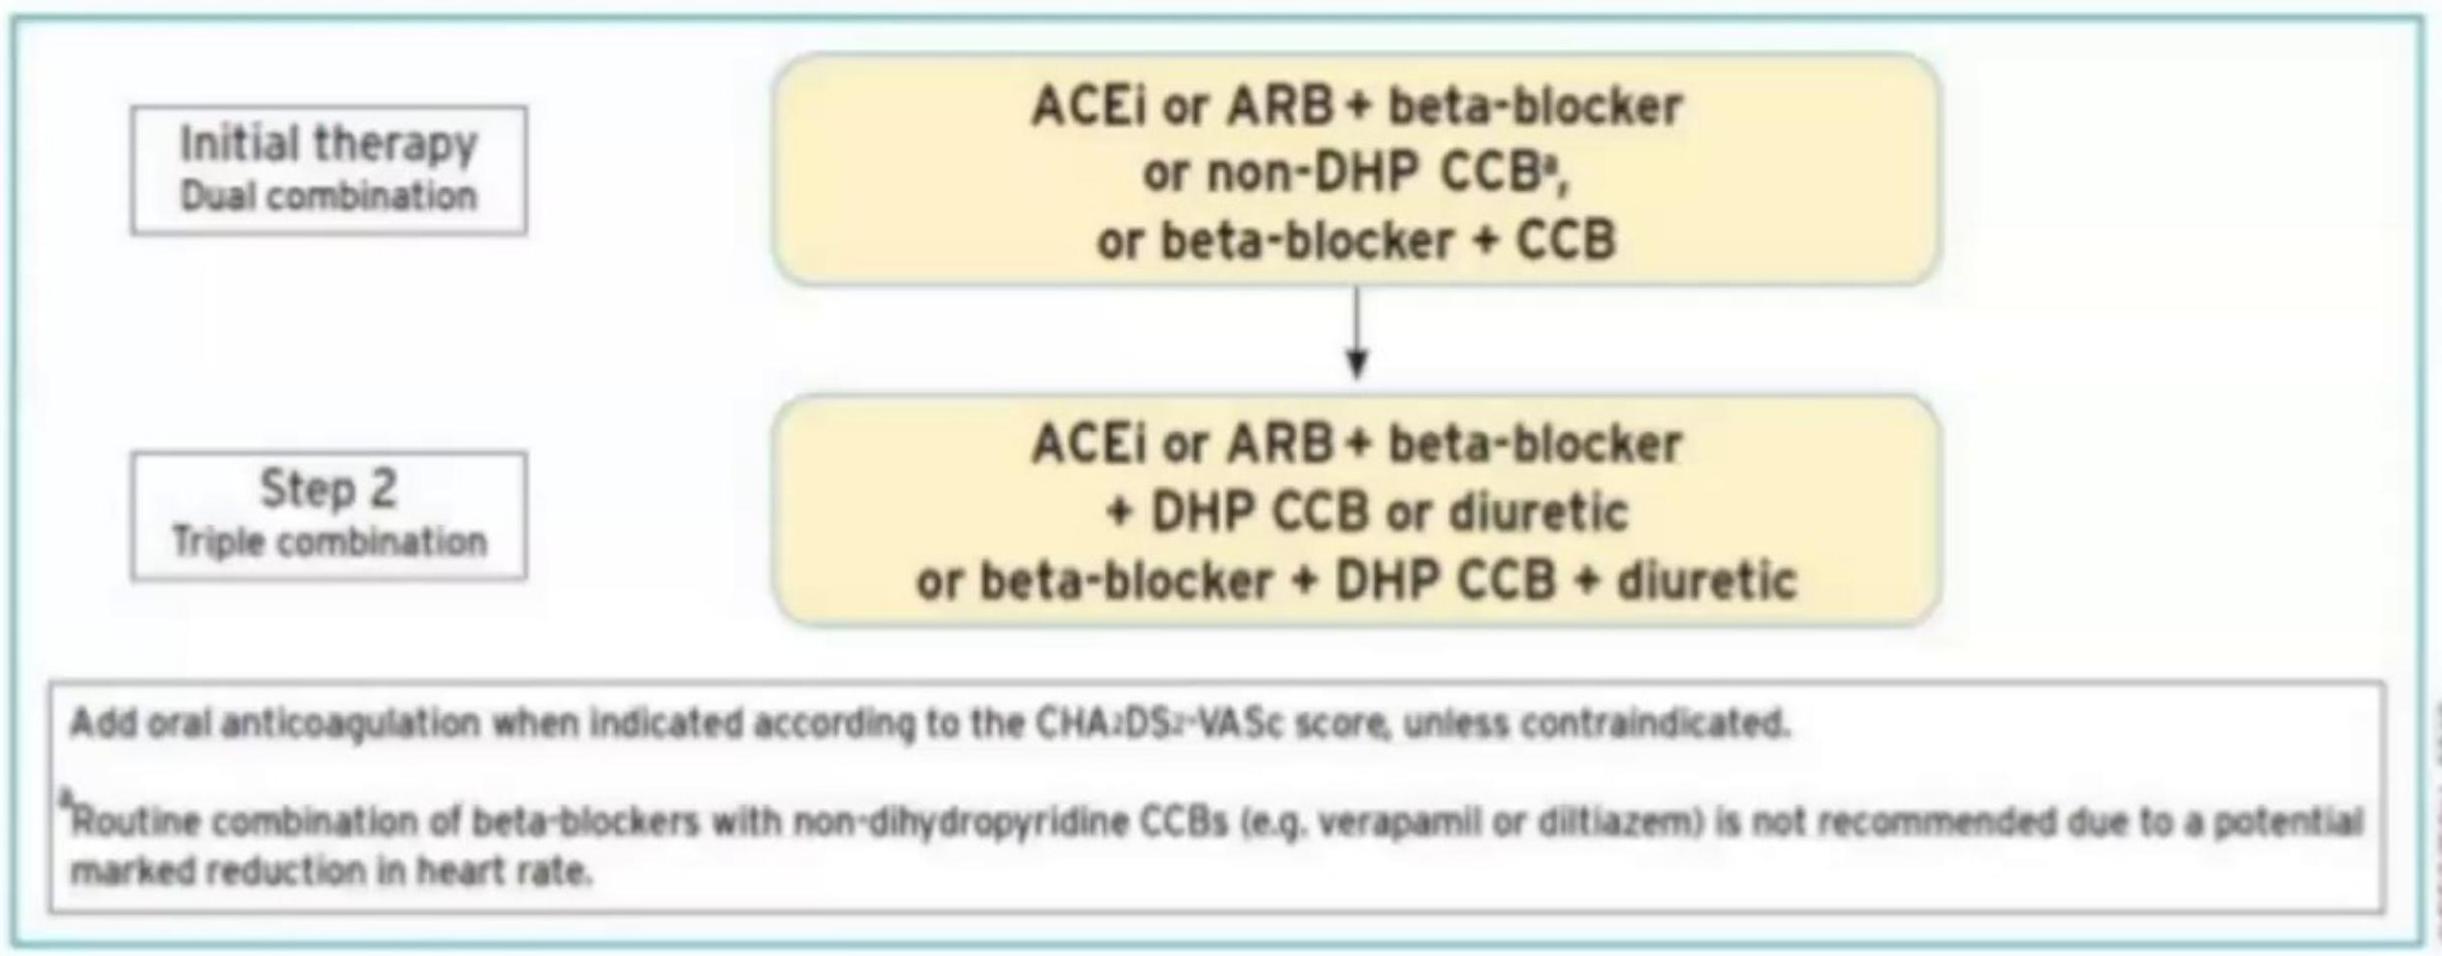 Initial therapy
Dual combination
ACEi or ARB + beta-blocker
or non-DHP CCBª,
or beta-blocker + CCB
Step 2
Triple combination
ACEi or ARB + beta-blocker
+ DHP CCB or diuretic
or beta-blocker + DHP CCB + diuretic
Add oral anticoagulation when indicated according to the CHA₂DS₂-VASc score, unless contraindicated.
ªRoutine combination of beta-blockers with non-dihydropyridine CCBs (e.g. verapamil or diltiazem) is not recommended due to a potential
marked reduction in heart rate.